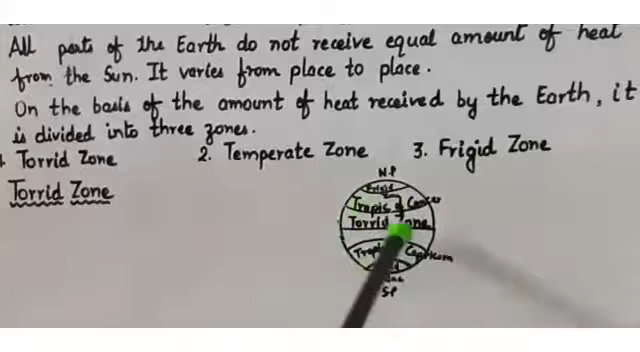 All parts of the Earth do not receive equal amount of heat
from the Sun. It varies from place to place.
On the basis of the amount of heat received by the Earth, it
is divided into three zones.
Torrid Zone 2. Temperate Zone 3. Frigid Zone
Torrid Zone
N.P
Frigid
Tropic of Cancer
Torrid
Capricorn
S.P